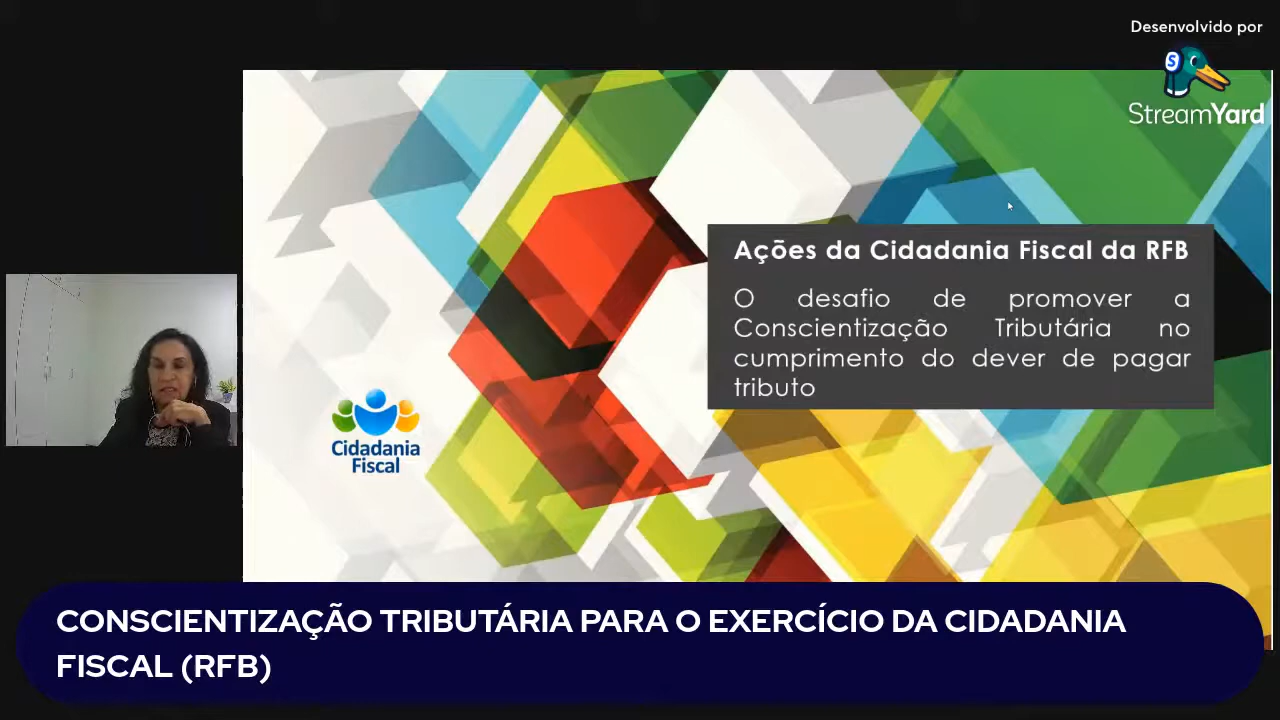 Desenvolvido por
StreamYard
Ações da Cidadania Fiscal da RFB
O desafio de promover a
Conscientização Tributária no
cumprimento do dever de pagar
tributo
Cidadania
Fiscal
CONSCIENTIZAÇÃO TRIBUTÁRIA PARA O EXERCÍCIO DA CIDADANIA
FISCAL (RFB)